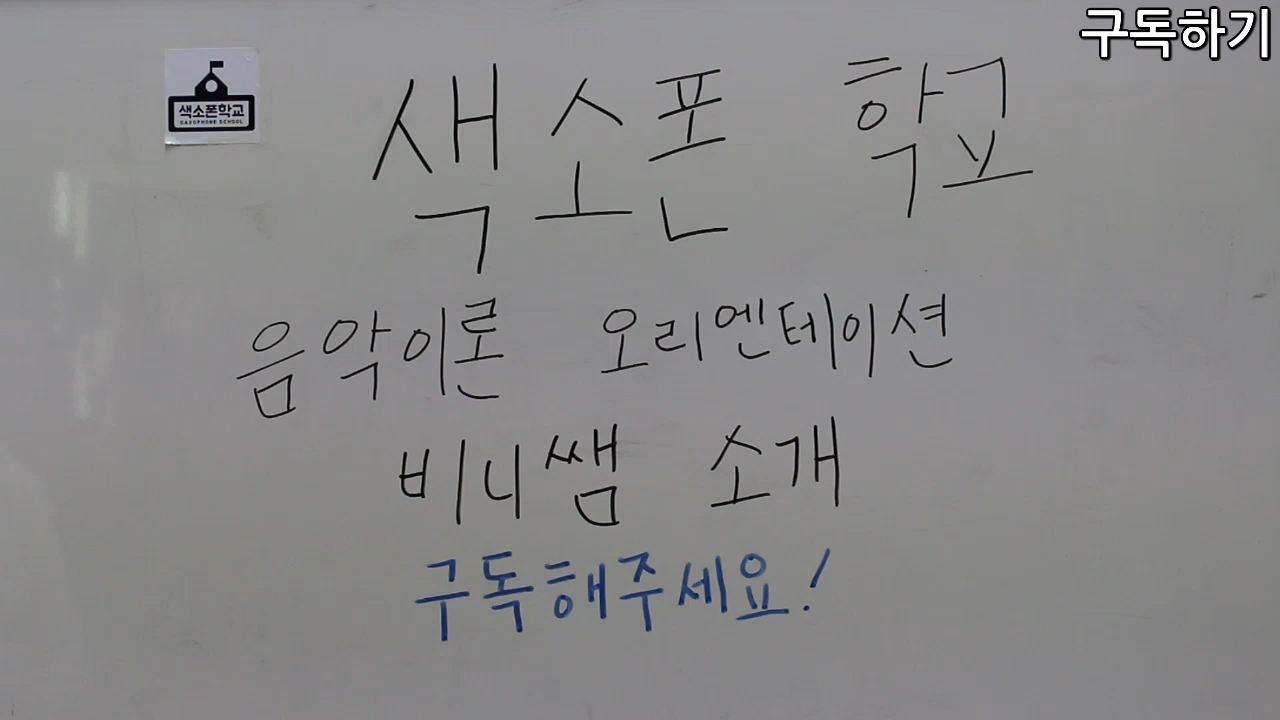 구독하기
색소폰학교
SAXOPHONE SCHOOL
색소폰 학교
음악이론 오리엔테이션
비니쌤 소개
구독해주세요!